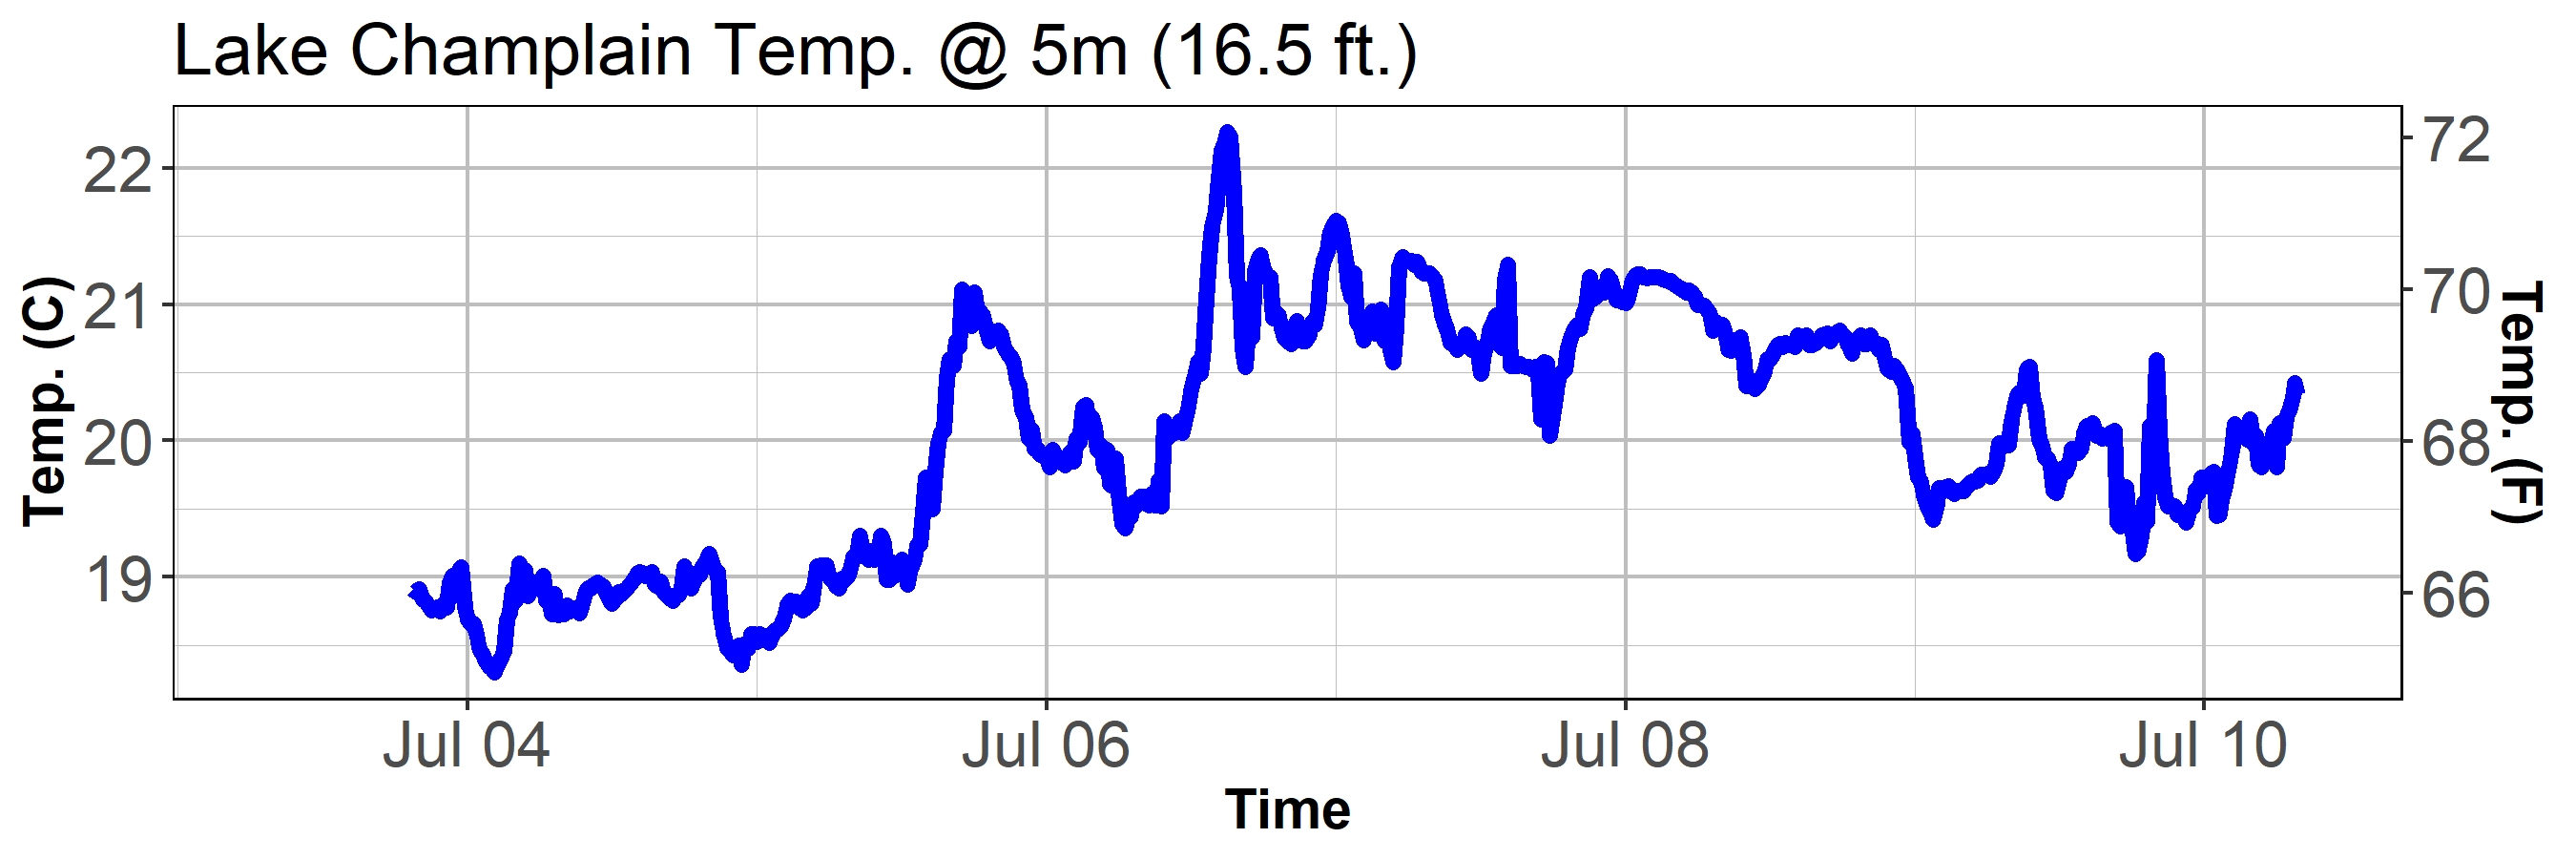 Lake Champlain Temp. @ 5m (16.5 ft.)
Temp. (C)
22
21
20
19
72
70
68
66
Temp. (F)
Jul 04 Jul 06 Jul 08 Jul 10
Time